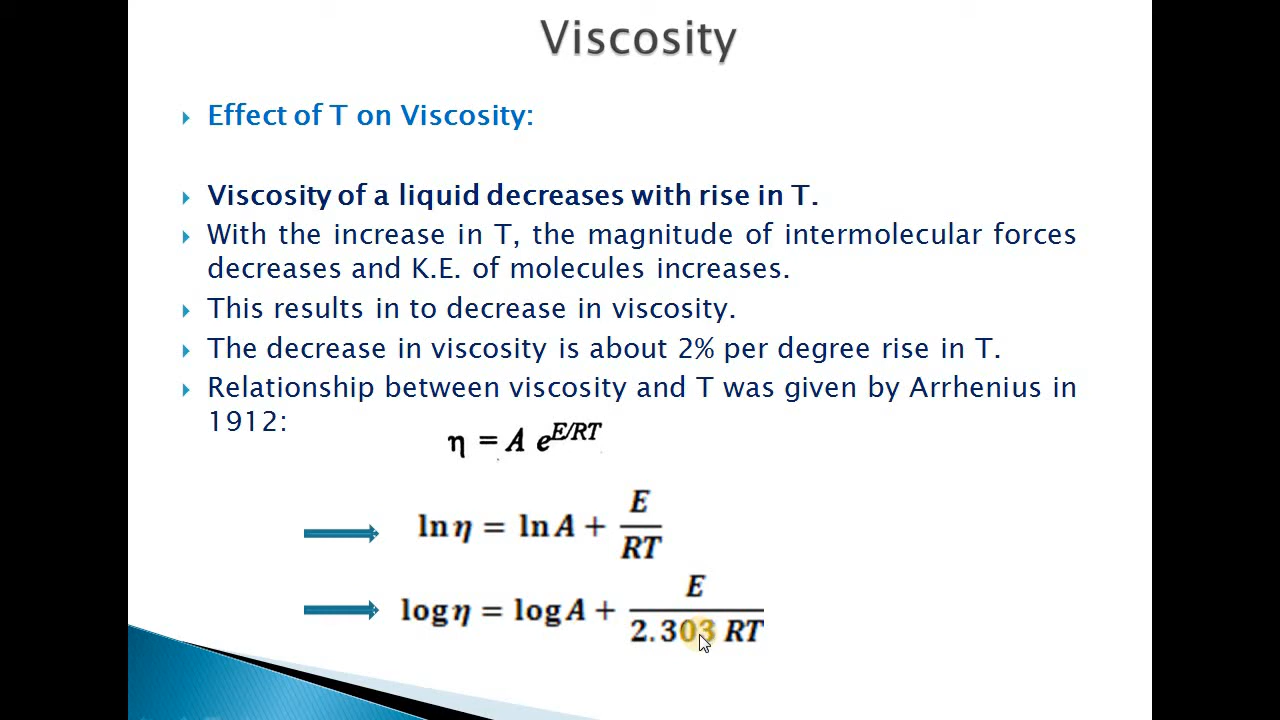 Viscosity
Effect of T on Viscosity:
Viscosity of a liquid decreases with rise in T.
With the increase in T, the magnitude of intermolecular forces
decreases and K.E. of molecules increases.
This results in to decrease in viscosity.
The decrease in viscosity is about 2% per degree rise in T.
Relationship between viscosity and T was given by Arrhenius in
1912:
η = A e^{E/RT}
ln η = ln A + E/RT
log η = log A + E/2.303 RT